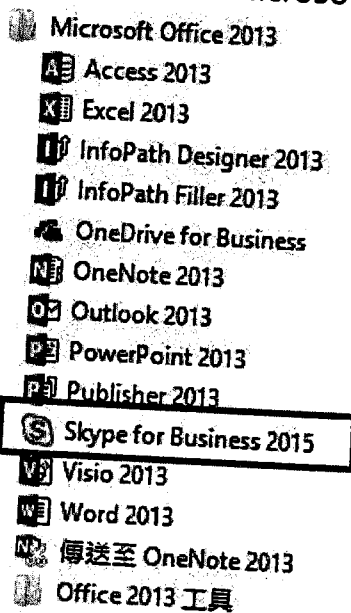 Microsoft Office 2013
Access 2013
Excel 2013
InfoPath Designer 2013
InfoPath Filler 2013
OneDrive for Business
OneNote 2013
Outlook 2013
PowerPoint 2013
Publisher 2013
Skype for Business 2015
Visio 2013
Word 2013
傳送至 OneNote 2013
Office 2013 工具